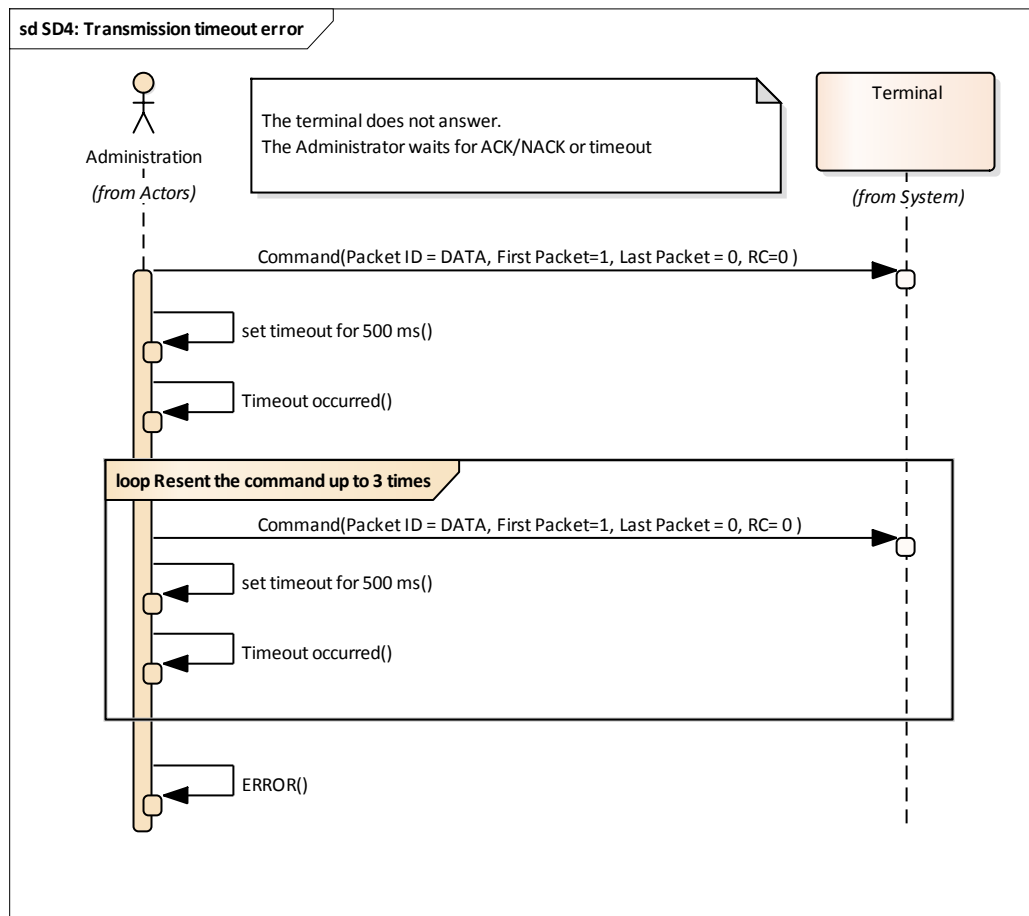 sd SD4: Transmission timeout error
Administration
(from Actors)
The terminal does not answer.
The Administrator waits for ACK/NACK or timeout
Terminal
(from System)
Command(Packet ID = DATA, First Packet=1, Last Packet = 0, RC=0 )
set timeout for 500 ms()
Timeout occurred()
loop Resent the command up to 3 times
Command(Packet ID = DATA, First Packet=1, Last Packet = 0, RC= 0 )
set timeout for 500 ms()
Timeout occurred()
ERROR()